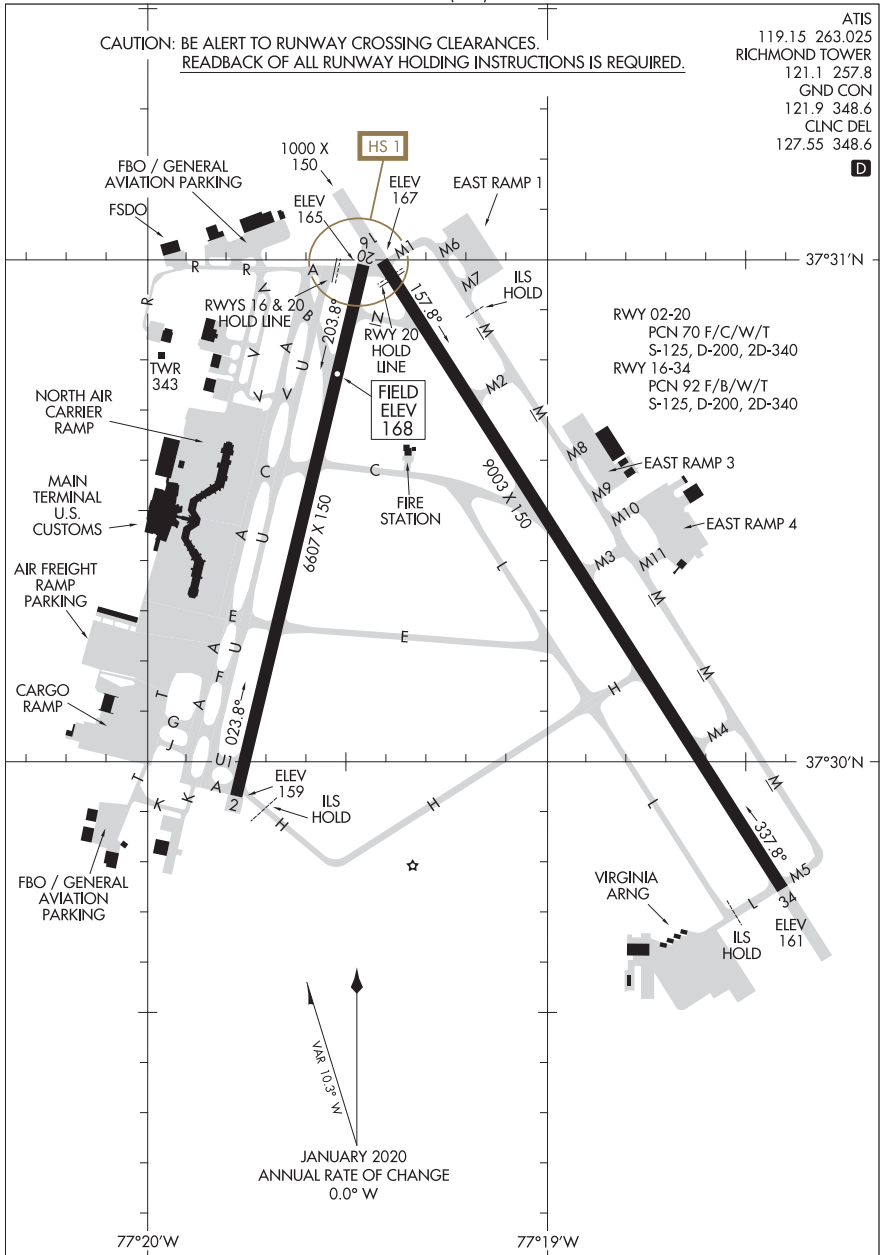 ATIS
119.15 263.025
RICHMOND TOWER
121.1 257.8
GND CON
121.9 348.6
CLNC DEL
127.55 348.6
D
CAUTION: BE ALERT TO RUNWAY CROSSING CLEARANCES.
READBACK OF ALL RUNWAY HOLDING INSTRUCTIONS IS REQUIRED.
HS 1
1000 X
150
FBO / GENERAL
AVIATION PARKING
FSDO
ELEV
165
ELEV
167
EAST RAMP 1
16
20
M1
M6
M7
37°31'N
ILS
HOLD
R
R
R
A
V
V
V
V
B
A
U
RWYS 16 & 20
HOLD LINE
203.8°
N
RWY 20
HOLD
LINE
157.8°
M
M2
M
RWY 02-20
PCN 70 F/C/W/T
S-125, D-200, 2D-340
RWY 16-34
PCN 92 F/B/W/T
S-125, D-200, 2D-340
TWR
343
FIELD
ELEV
168
NORTH AIR
CARRIER
RAMP
MAIN
TERMINAL
U.S.
CUSTOMS
C
C
FIRE
STATION
9003 X 150
6607 X 150
M8
EAST RAMP 3
M9
M10
EAST RAMP 4
M3
M11
A
U
L
M
AIR FREIGHT
RAMP
PARKING
E
U
A
F
A
E
M
H
CARGO
RAMP
T
G
J
023.8°
M4
U1
37°30'N
T
K
K
A
2
ELEV
159
ILS
HOLD
H
H
L
M
337.8°
FBO / GENERAL
AVIATION
PARKING
VIRGINIA
ARNG
M5
L
34
ILS
HOLD
ELEV
161
VAR 10.3° W
JANUARY 2020
ANNUAL RATE OF CHANGE
0.0° W
77°20'W
77°19'W